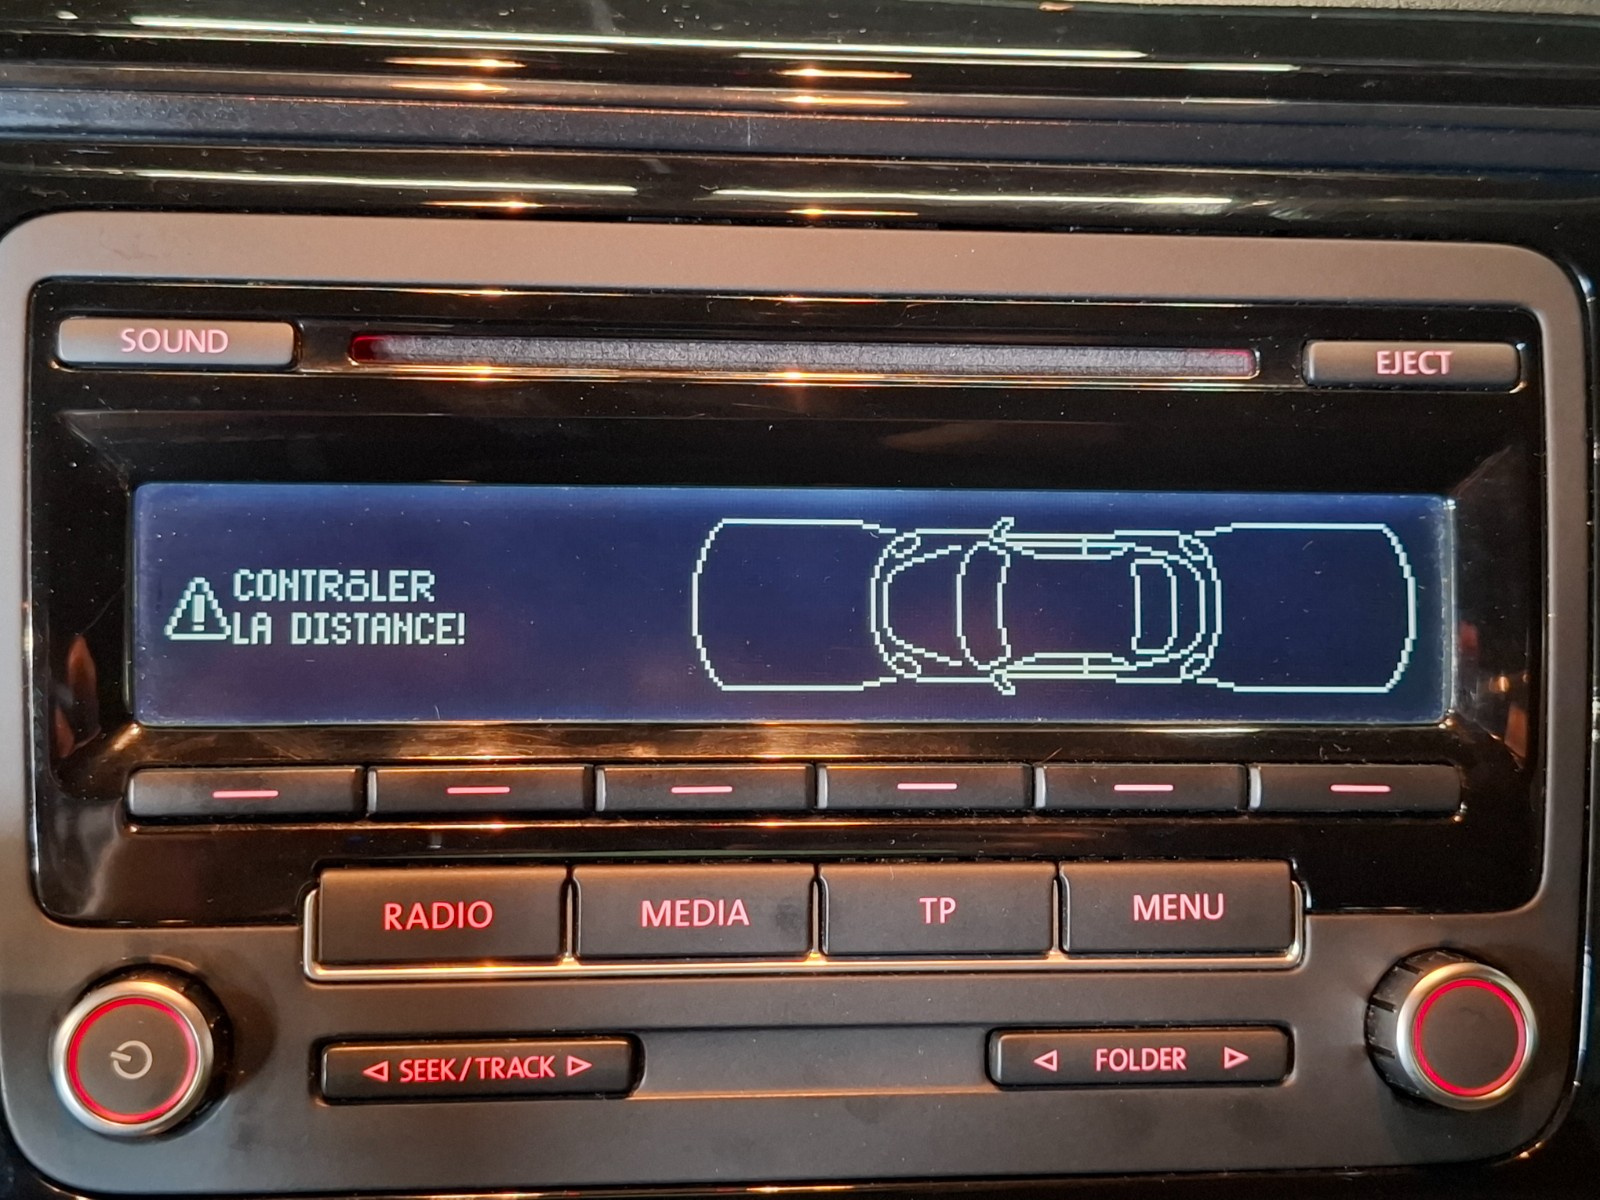 SOUND
EJECT
CONTRôLER
LA DISTANCE!
RADIO
MEDIA
TP
MENU
SEEK/TRACK
FOLDER